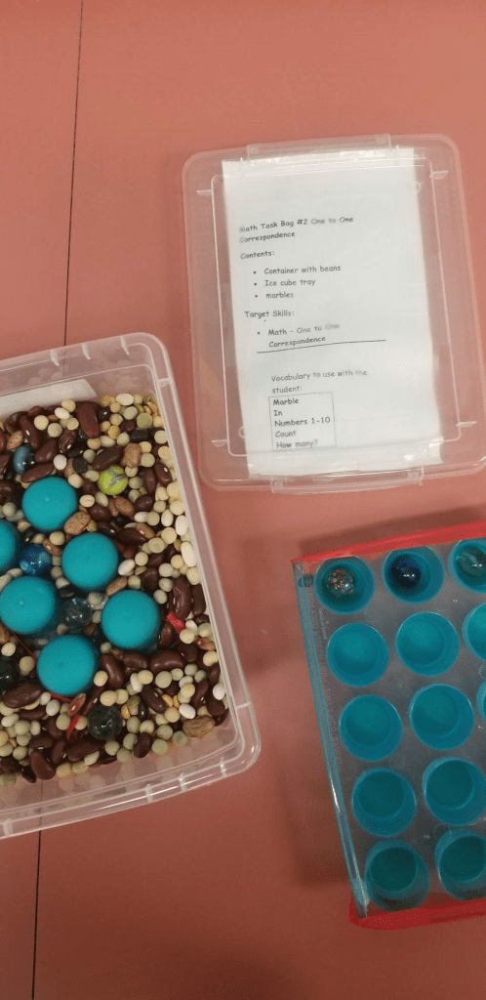 Math Task Bag #2 One to One
Correspondence
Contents:
• Container with beans
• Ice cube tray
• marbles
Target Skills:
• Math - One to One
Correspondence
Vocabulary to use with the
student:
Marble
In
Numbers 1-10
Count
How many?